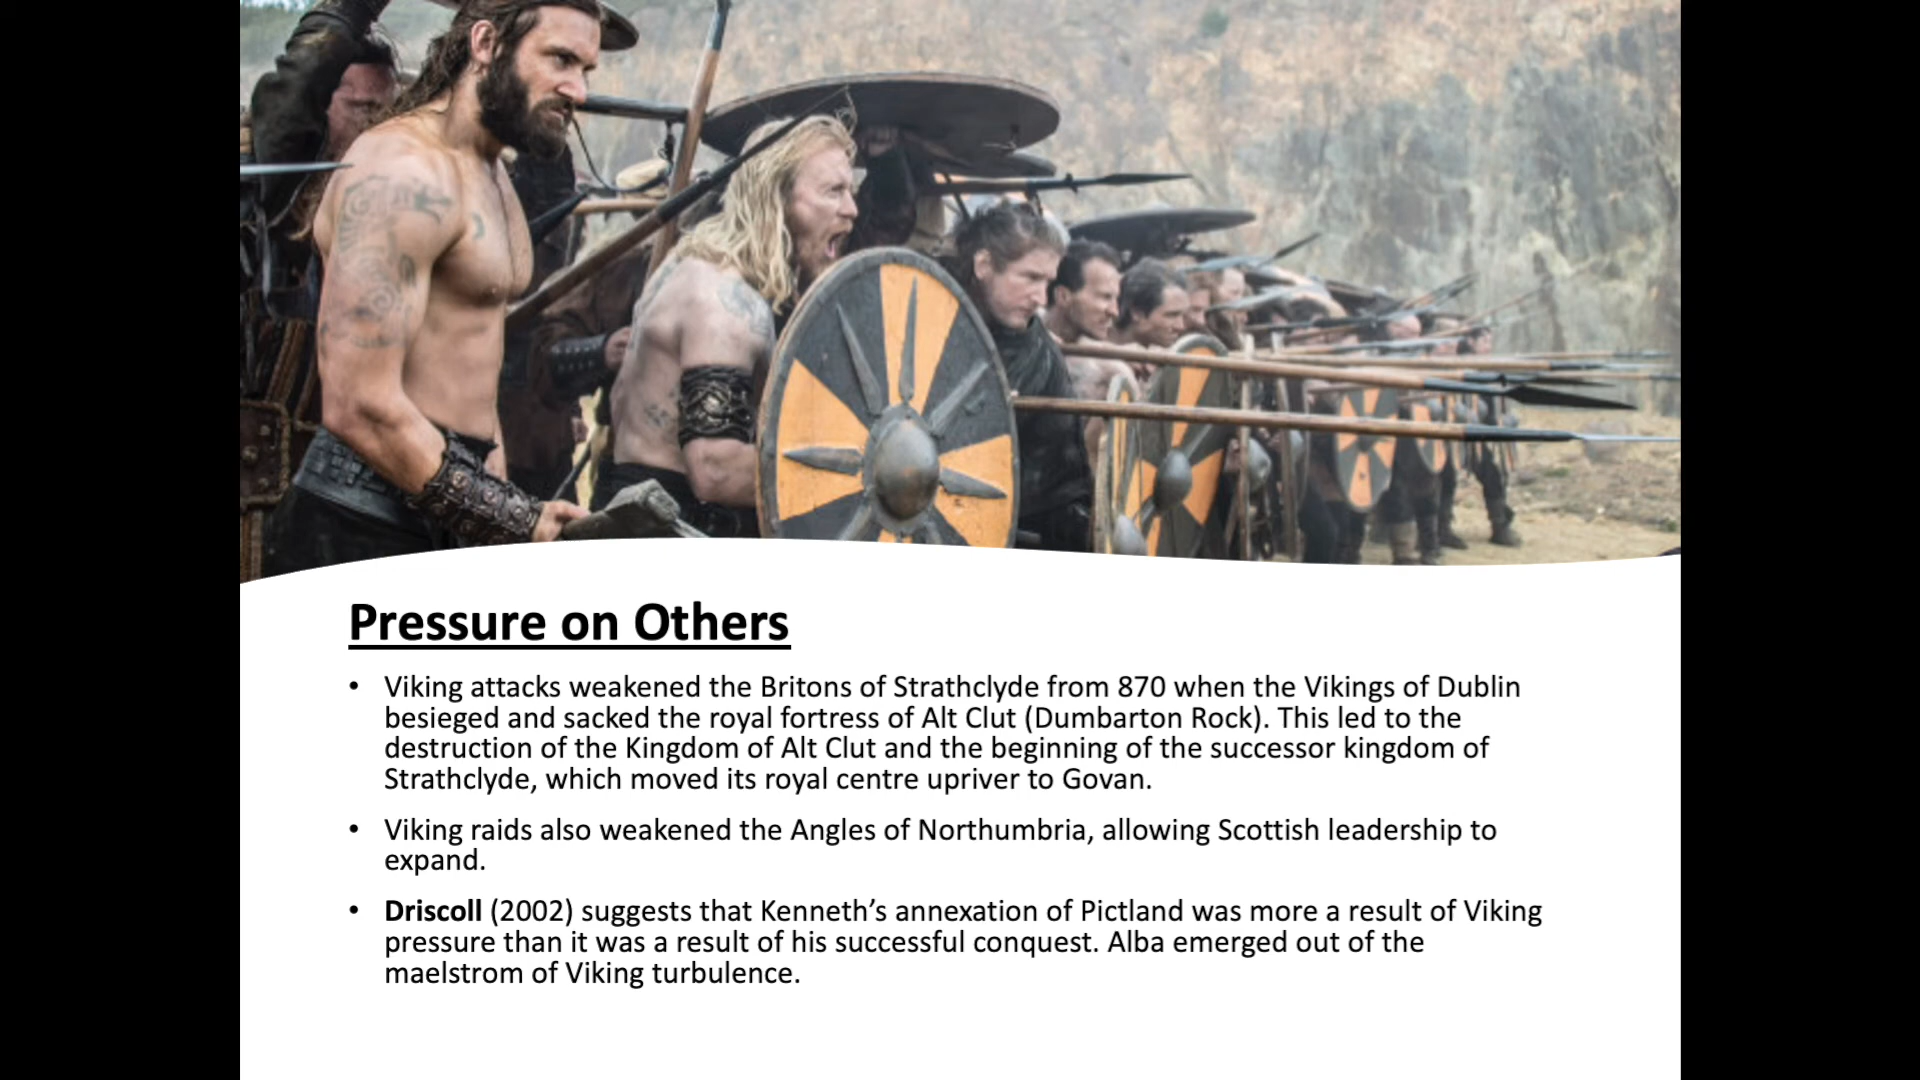 Pressure on Others
• Viking attacks weakened the Britons of Strathclyde from 870 when the Vikings of Dublin
besieged and sacked the royal fortress of Alt Clut (Dumbarton Rock). This led to the
destruction of the Kingdom of Alt Clut and the beginning of the successor kingdom of
Strathclyde, which moved its royal centre upriver to Govan.
• Viking raids also weakened the Angles of Northumbria, allowing Scottish leadership to
expand.
• Driscoll (2002) suggests that Kenneth’s annexation of Pictland was more a result of Viking
pressure than it was a result of his successful conquest. Alba emerged out of the
maelstrom of Viking turbulence.